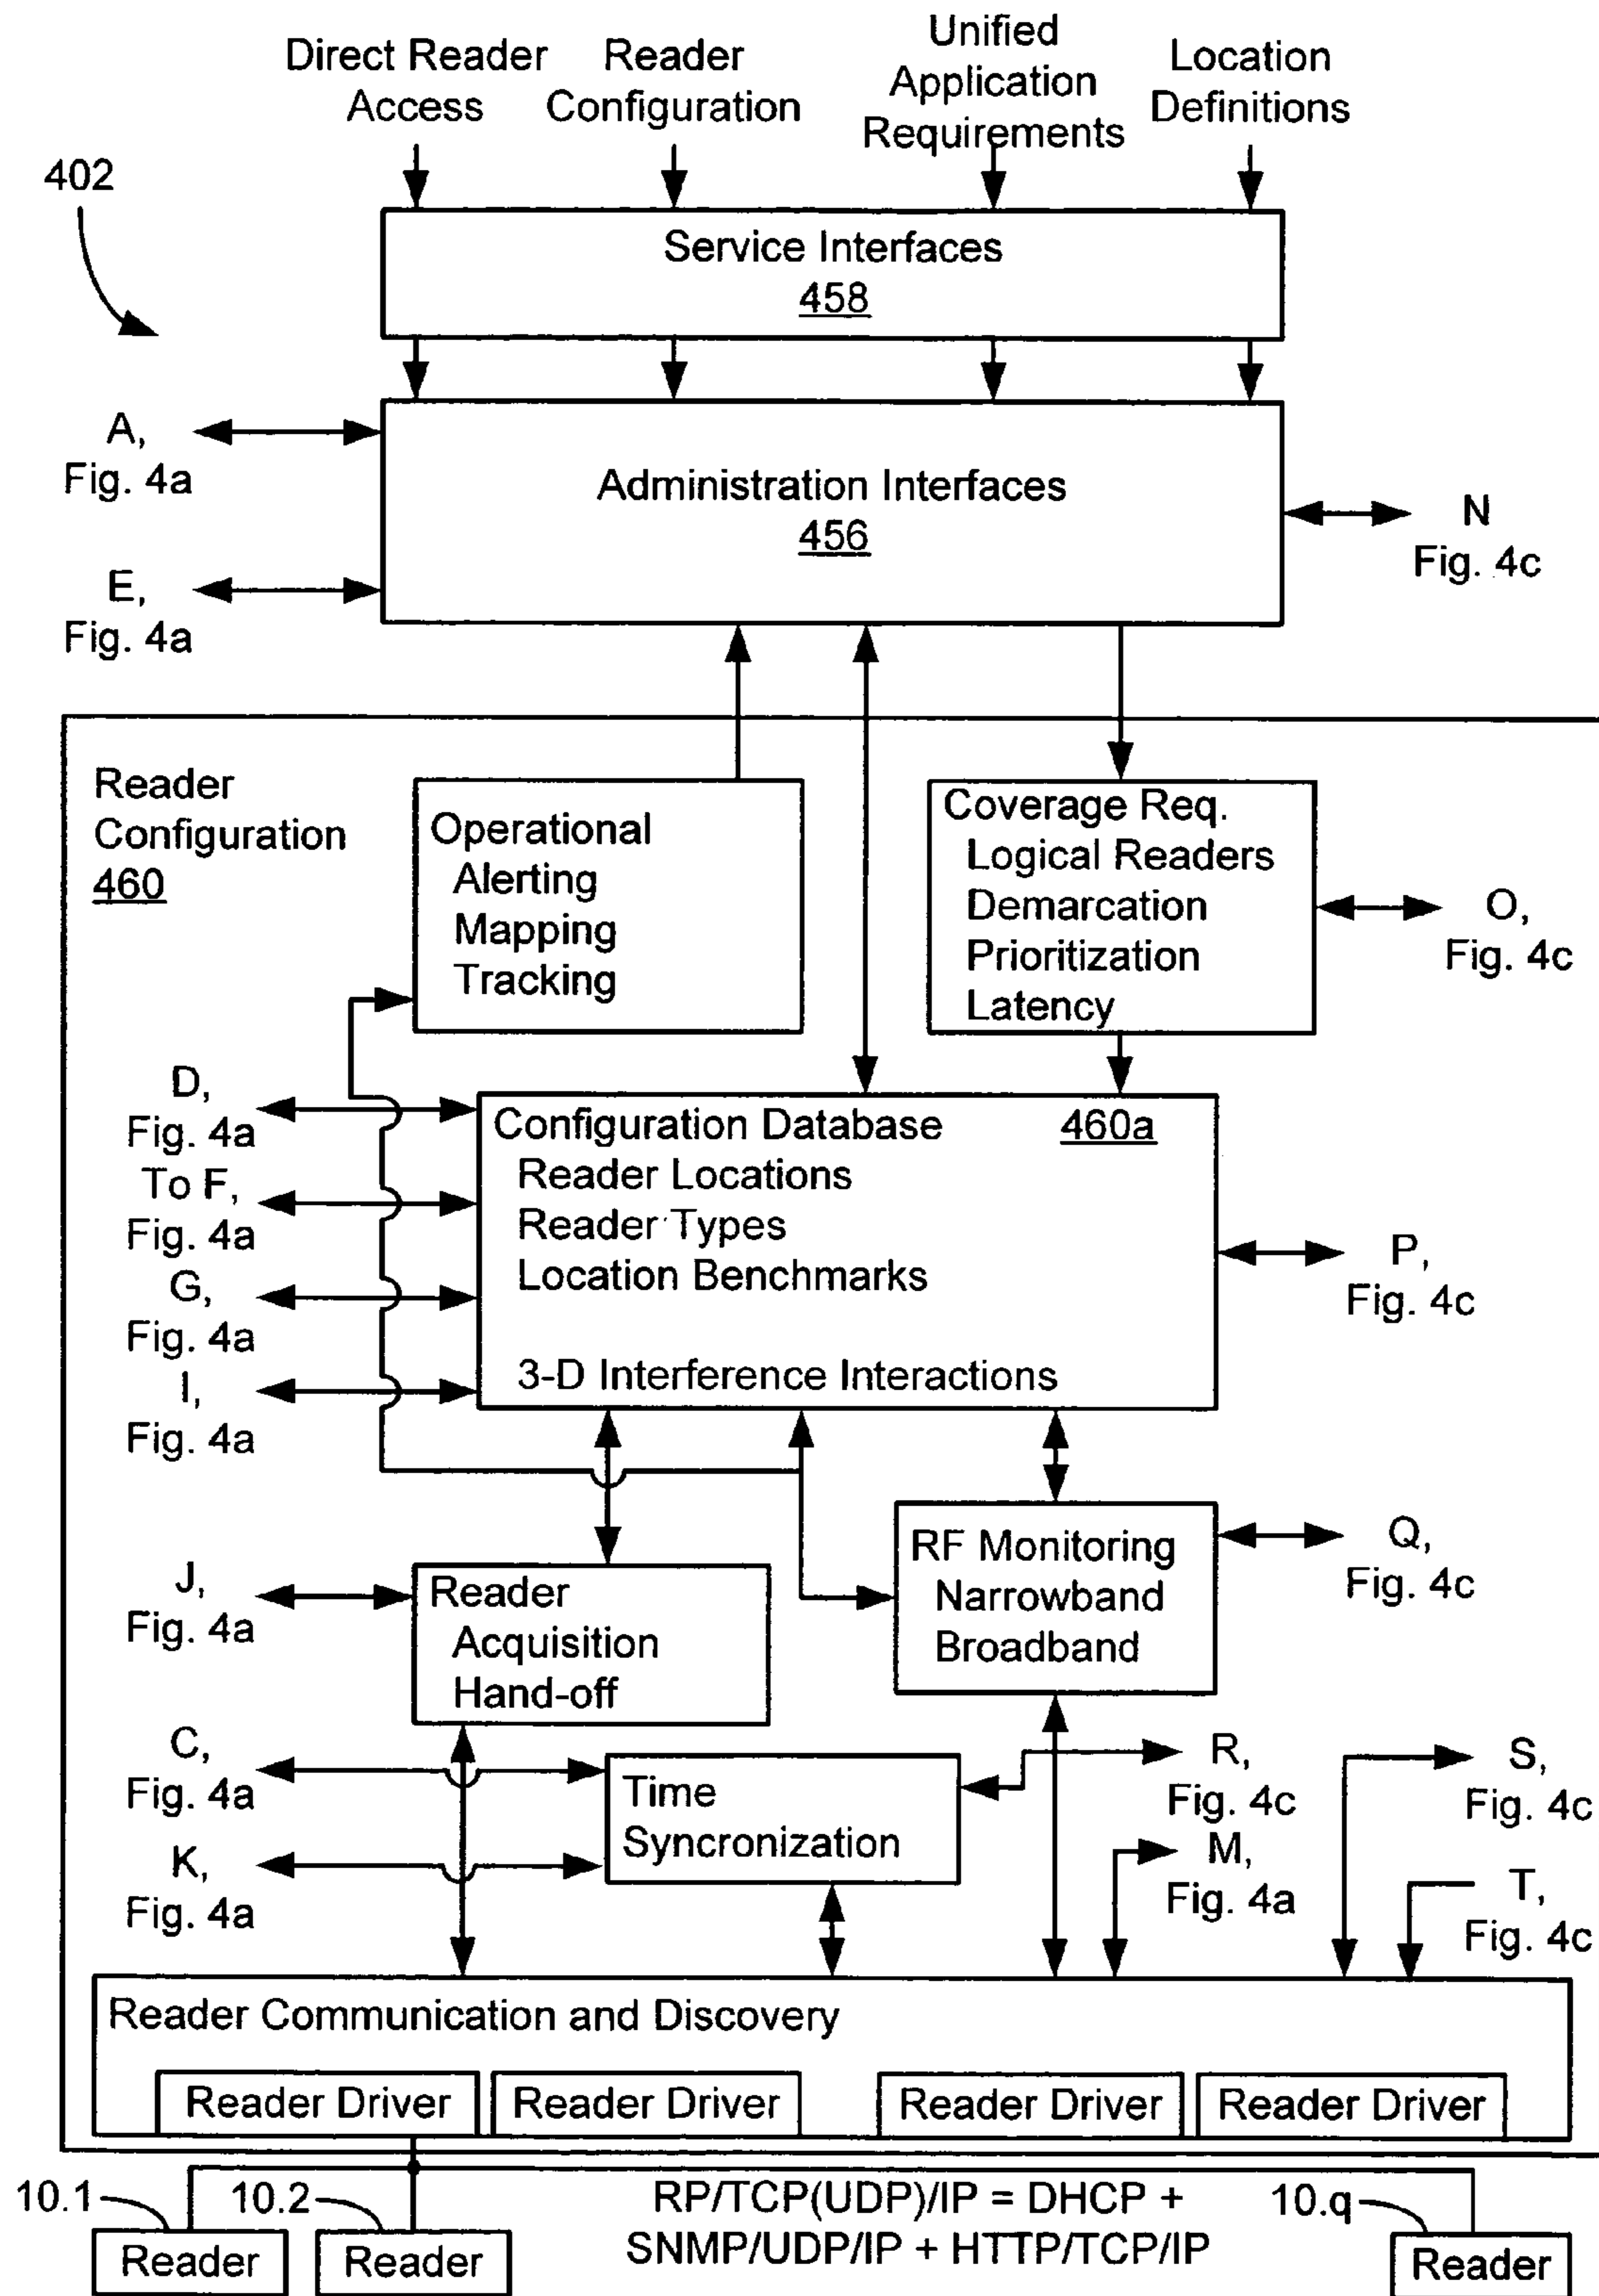 Direct Reader
Access
Reader
Configuration
Unified
Application
Requirements
Location
Definitions
402
Service Interfaces
458
A,
Fig. 4a
Administration Interfaces
456
N
Fig. 4c
E,
Fig. 4a
Reader
Configuration
460
Operational
Alerting
Mapping
Tracking
Coverage Req.
Logical Readers
Demarcation
Prioritization
Latency
O,
Fig. 4c
D,
Fig. 4a
To F,
Fig. 4a
G,
Fig. 4a
I,
Fig. 4a
Configuration Database 460a
Reader Locations
Reader Types
Location Benchmarks
3-D Interference Interactions
P,
Fig. 4c
J,
Fig. 4a
Reader
Acquisition
Hand-off
RF Monitoring
Narrowband
Broadband
Q,
Fig. 4c
C,
Fig. 4a
K,
Fig. 4a
Time
Syncronization
R,
Fig. 4c
M,
Fig. 4a
S,
Fig. 4c
T,
Fig. 4c
Reader Communication and Discovery
Reader Driver
Reader Driver
Reader Driver
Reader Driver
10.1
10.2
RP/TCP(UDP)/IP = DHCP +
SNMP/UDP/IP + HTTP/TCP/IP
10.q
Reader
Reader
Reader